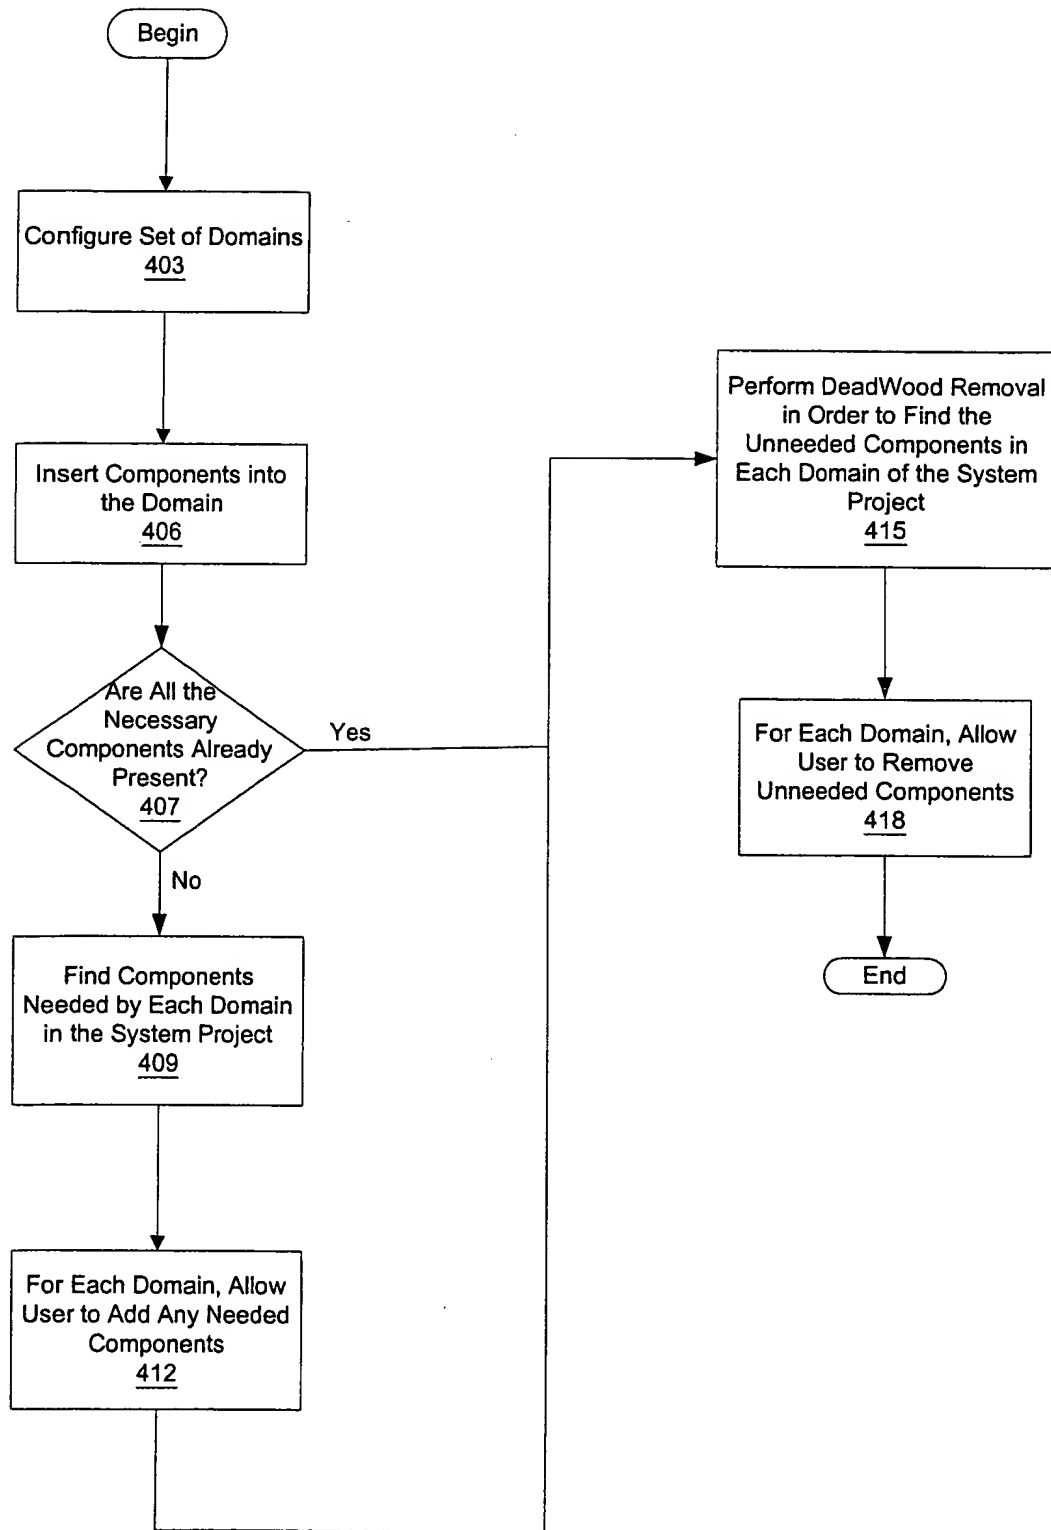 Begin
Configure Set of Domains
403
Insert Components into
the Domain
406
Are All the
Necessary
Components Already
Present?
407
Yes
No
Find Components
Needed by Each Domain
in the System Project
409
For Each Domain, Allow
User to Add Any Needed
Components
412
Perform DeadWood Removal
in Order to Find the
Unneeded Components in
Each Domain of the System
Project
415
For Each Domain, Allow
User to Remove
Unneeded Components
418
End